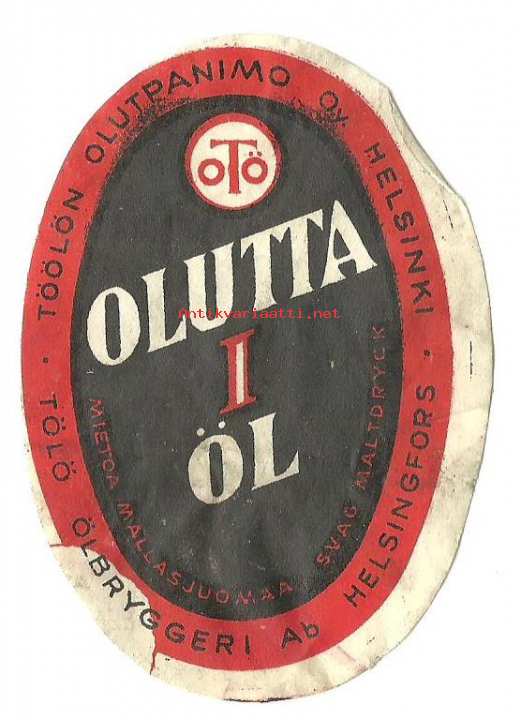 TÖÖLÖN OLUTPANIMO OY. HELSINKI
OTÖ
OLUTTA
Antikvariaatti.net
I
ÖL
MIETOA MALLASJUOMAA
SVAG MALTDRYCK
TÖLÖ ÖLBRYGGERI Ab HELSINGFORS